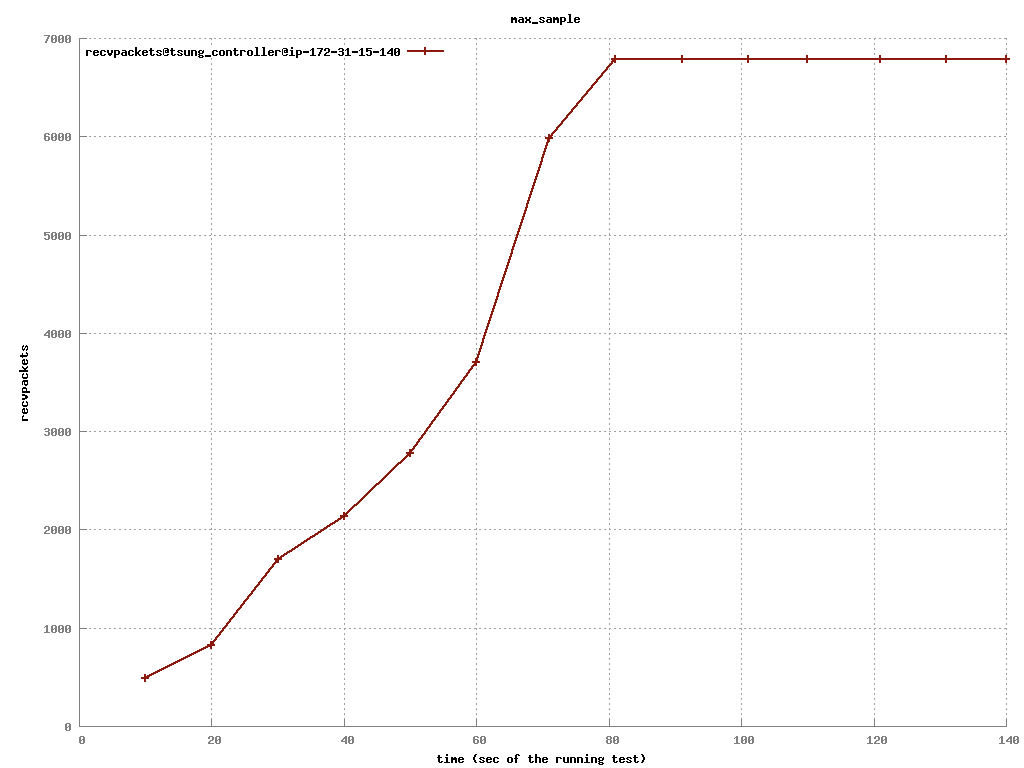 max_sample
recvpackets@tsung_controller@ip-172-31-15-140
7000
6000
5000
4000
3000
2000
1000
0
recvpackets
0 20 40 60 80 100 120 140
time (sec of the running test)